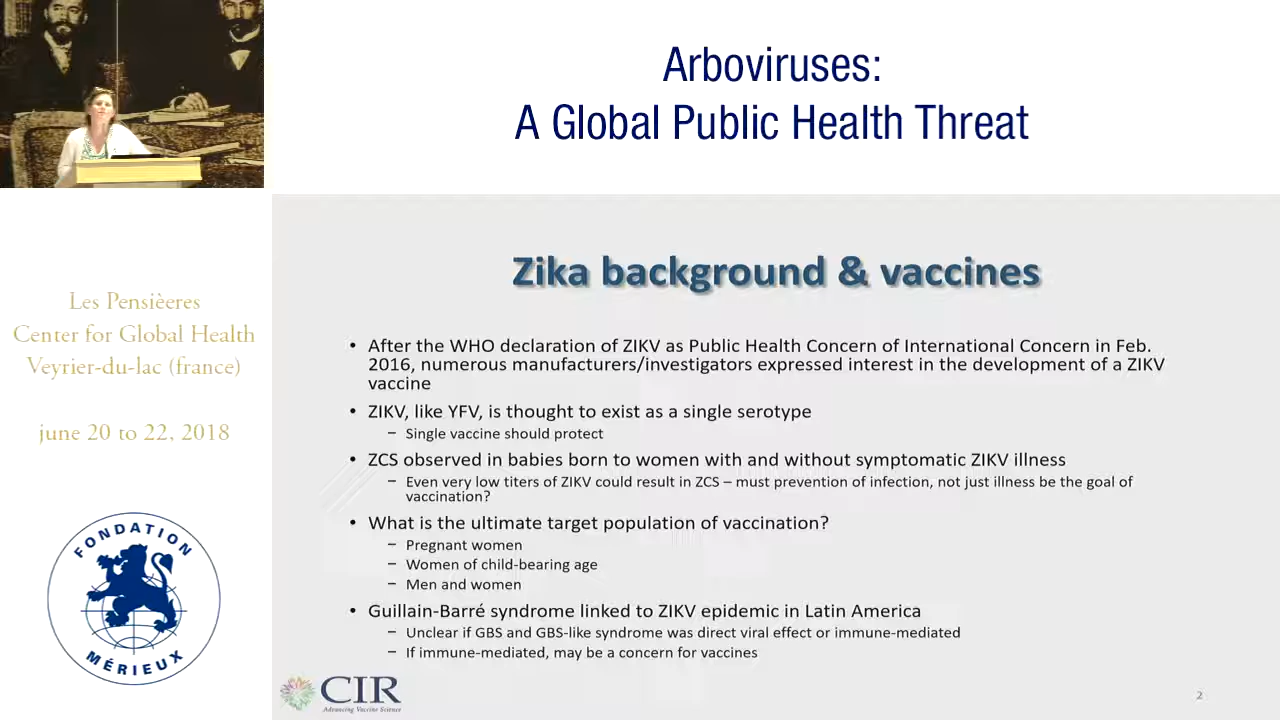 Arboviruses:
A Global Public Health Threat
Les Pensièeres
Center for Global Health
Veyrier-du-lac (france)
june 20 to 22, 2018
FONDATION
MÉRIEUX
Zika background & vaccines
• After the WHO declaration of ZIKV as Public Health Concern of International Concern in Feb.
2016, numerous manufacturers/investigators expressed interest in the development of a ZIKV
vaccine
• ZIKV, like YFV, is thought to exist as a single serotype
– Single vaccine should protect
• ZCS observed in babies born to women with and without symptomatic ZIKV illness
– Even very low titers of ZIKV could result in ZCS – must prevention of infection, not just illness be the goal of
vaccination?
• What is the ultimate target population of vaccination?
– Pregnant women
– Women of child-bearing age
– Men and women
• Guillain-Barré syndrome linked to ZIKV epidemic in Latin America
– Unclear if GBS and GBS-like syndrome was direct viral effect or immune-mediated
– If immune-mediated, may be a concern for vaccines
CIR
Advancing Vaccine Science
2